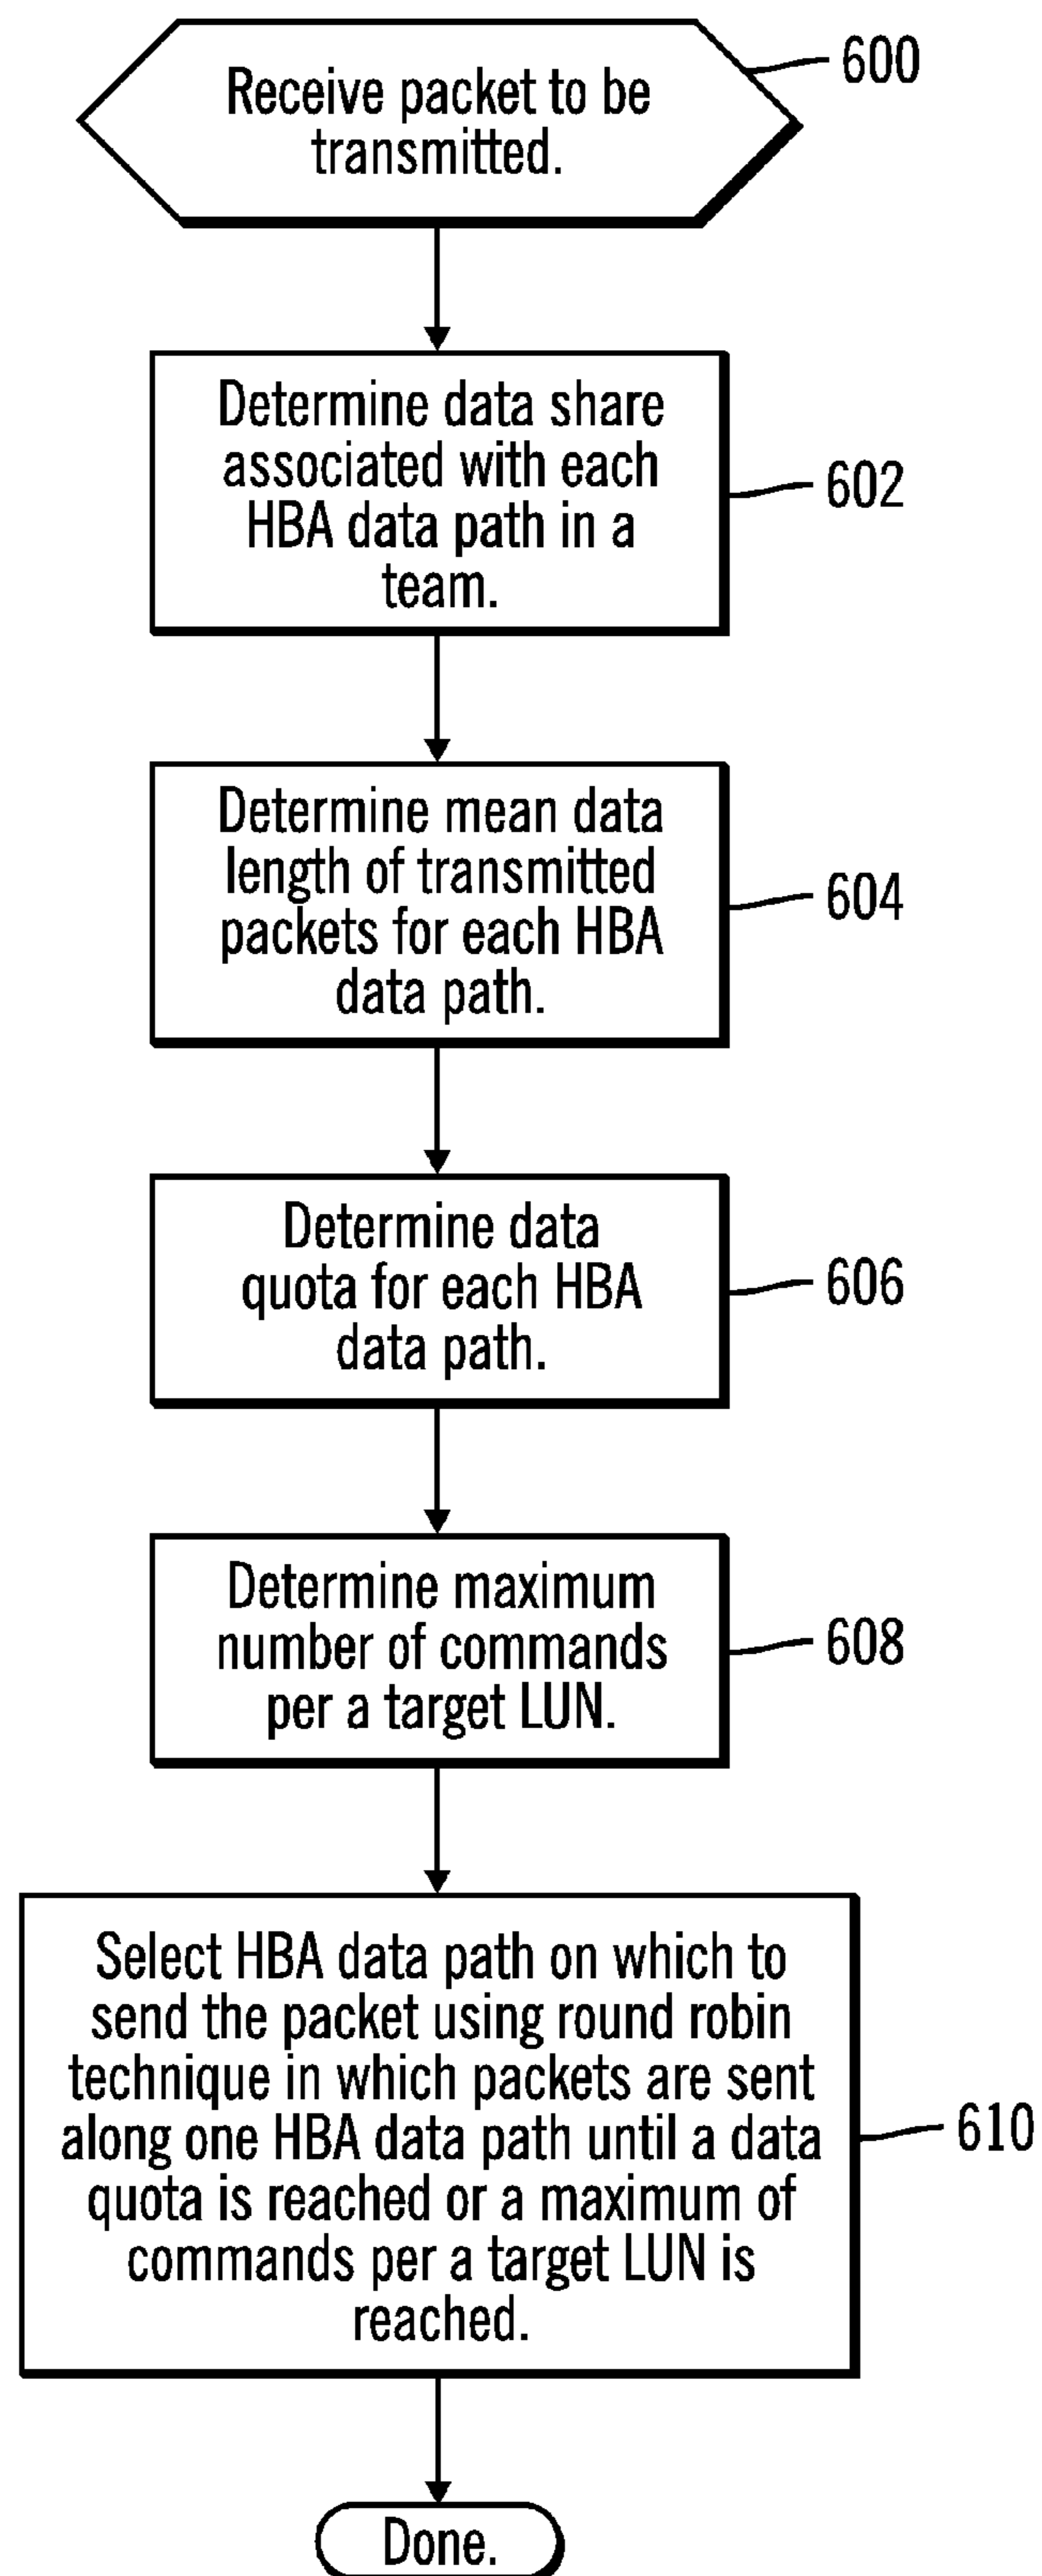 Receive packet to be
transmitted.
600
Determine data share
associated with each
HBA data path in a
team.
602
Determine mean data
length of transmitted
packets for each HBA
data path.
604
Determine data
quota for each HBA
data path.
606
Determine maximum
number of commands
per a target LUN.
608
Select HBA data path on which to
send the packet using round robin
technique in which packets are sent
along one HBA data path until a data
quota is reached or a maximum of
commands per a target LUN is
reached.
610
Done.